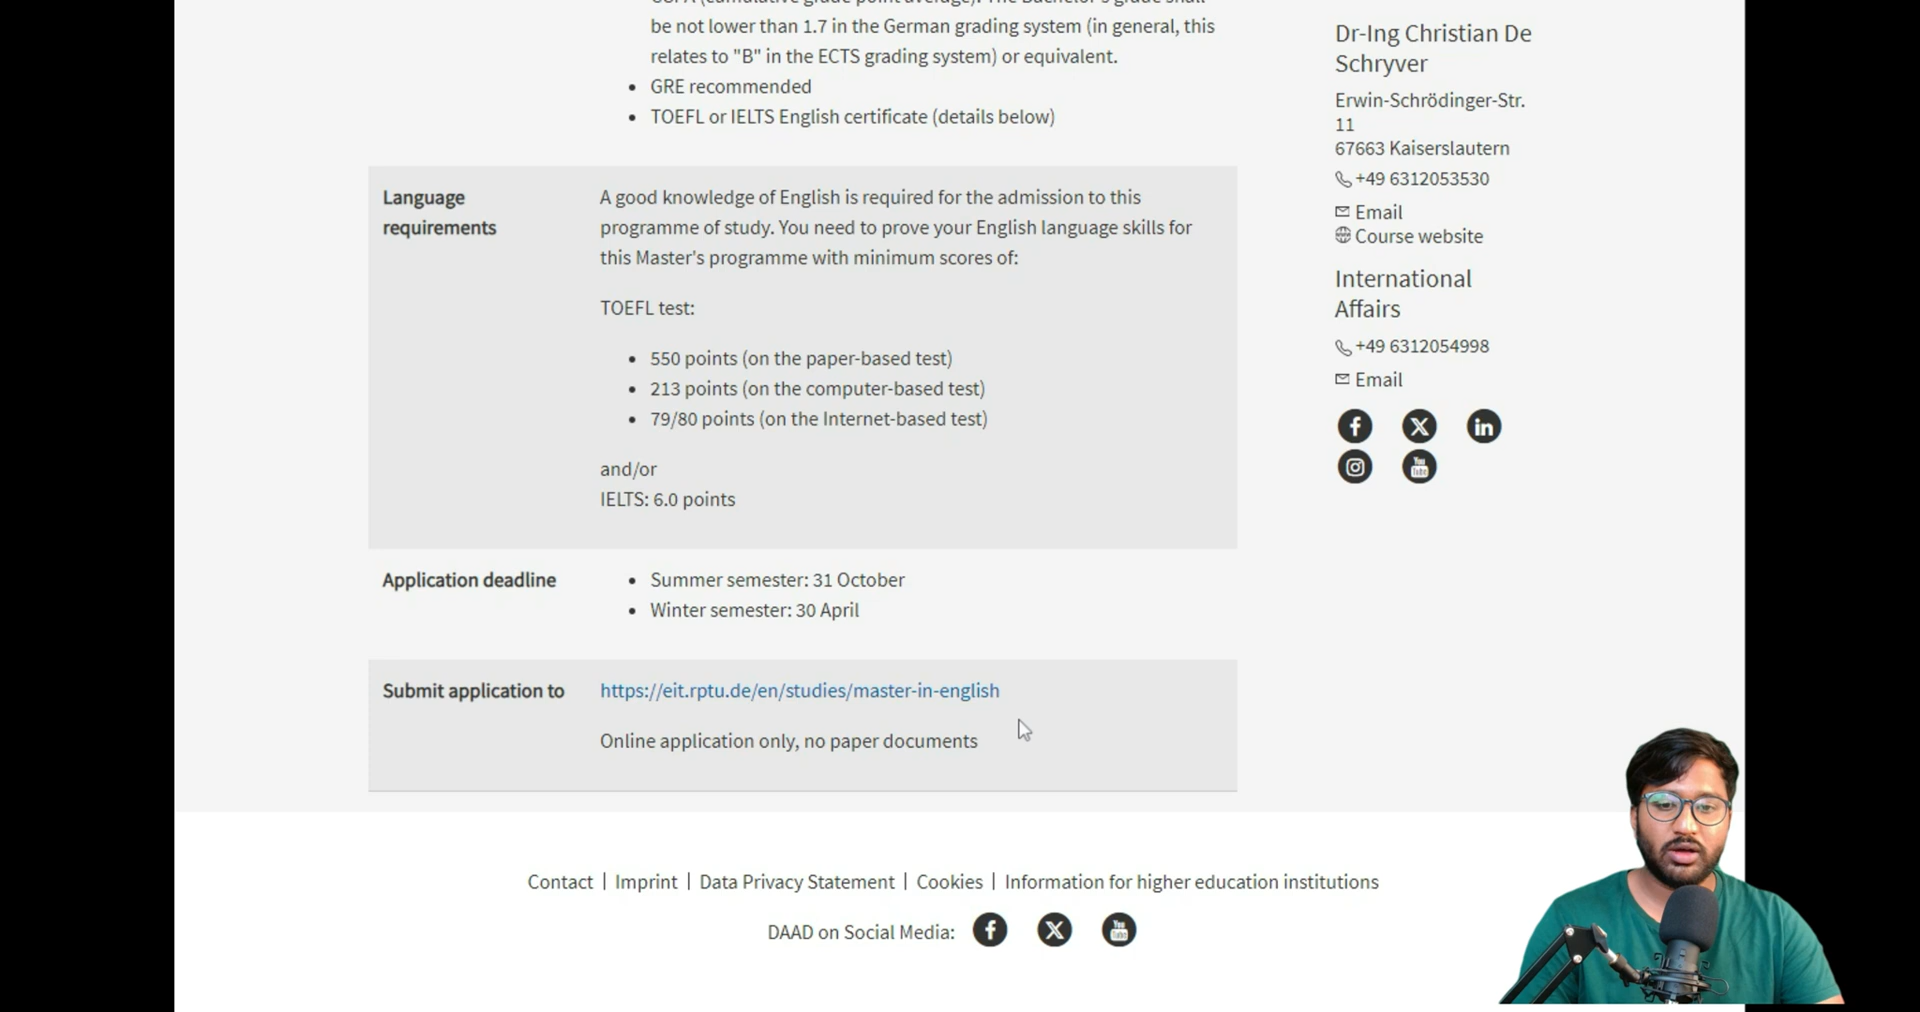 be not lower than 1.7 in the German grading system (in general, this
relates to "B" in the ECTS grading system) or equivalent.
• GRE recommended
• TOEFL or IELTS English certificate (details below)
Language
requirements
A good knowledge of English is required for the admission to this
programme of study. You need to prove your English language skills for
this Master's programme with minimum scores of:
TOEFL test:
• 550 points (on the paper-based test)
• 213 points (on the computer-based test)
• 79/80 points (on the Internet-based test)
and/or
IELTS: 6.0 points
Application deadline
• Summer semester: 31 October
• Winter semester: 30 April
Submit application to
https://eit.rptu.de/en/studies/master-in-english
Online application only, no paper documents
Dr-Ing Christian De
Schryver
Erwin-Schrödinger-Str.
11
67663 Kaiserslautern
+49 6312053530
Email
Course website
International
Affairs
+49 6312054998
Email
f X in
You Tube
Contact | Imprint | Data Privacy Statement | Cookies | Information for higher education institutions
DAAD on Social Media: f X You Tube